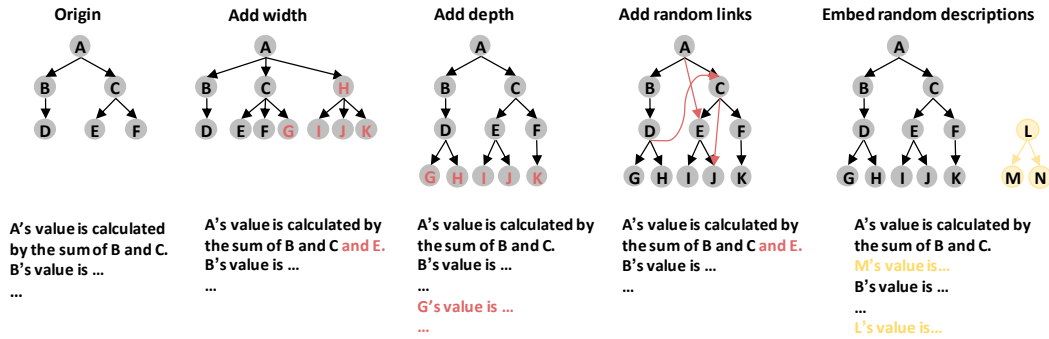 Origin
A
B
C
D
E
F
A's value is calculated
by the sum of B and C.
B's value is ...
...
Add width
A
B
C
H
D
E
F
G
I
J
K
A's value is calculated by
the sum of B and C and E.
B's value is ...
...
Add depth
A
B
C
D
E
F
G
H
I
J
K
A's value is calculated by
the sum of B and C.
B's value is ...
...
G's value is ...
...
Add random links
A
B
C
D
E
F
G
H
I
J
K
A's value is calculated by
the sum of B and C and E.
B's value is ...
...
Embed random descriptions
A
B
C
D
E
F
L
G
H
I
J
K
M
N
A's value is calculated by
the sum of B and C.
M's value is...
B's value is ...
...
L's value is ...